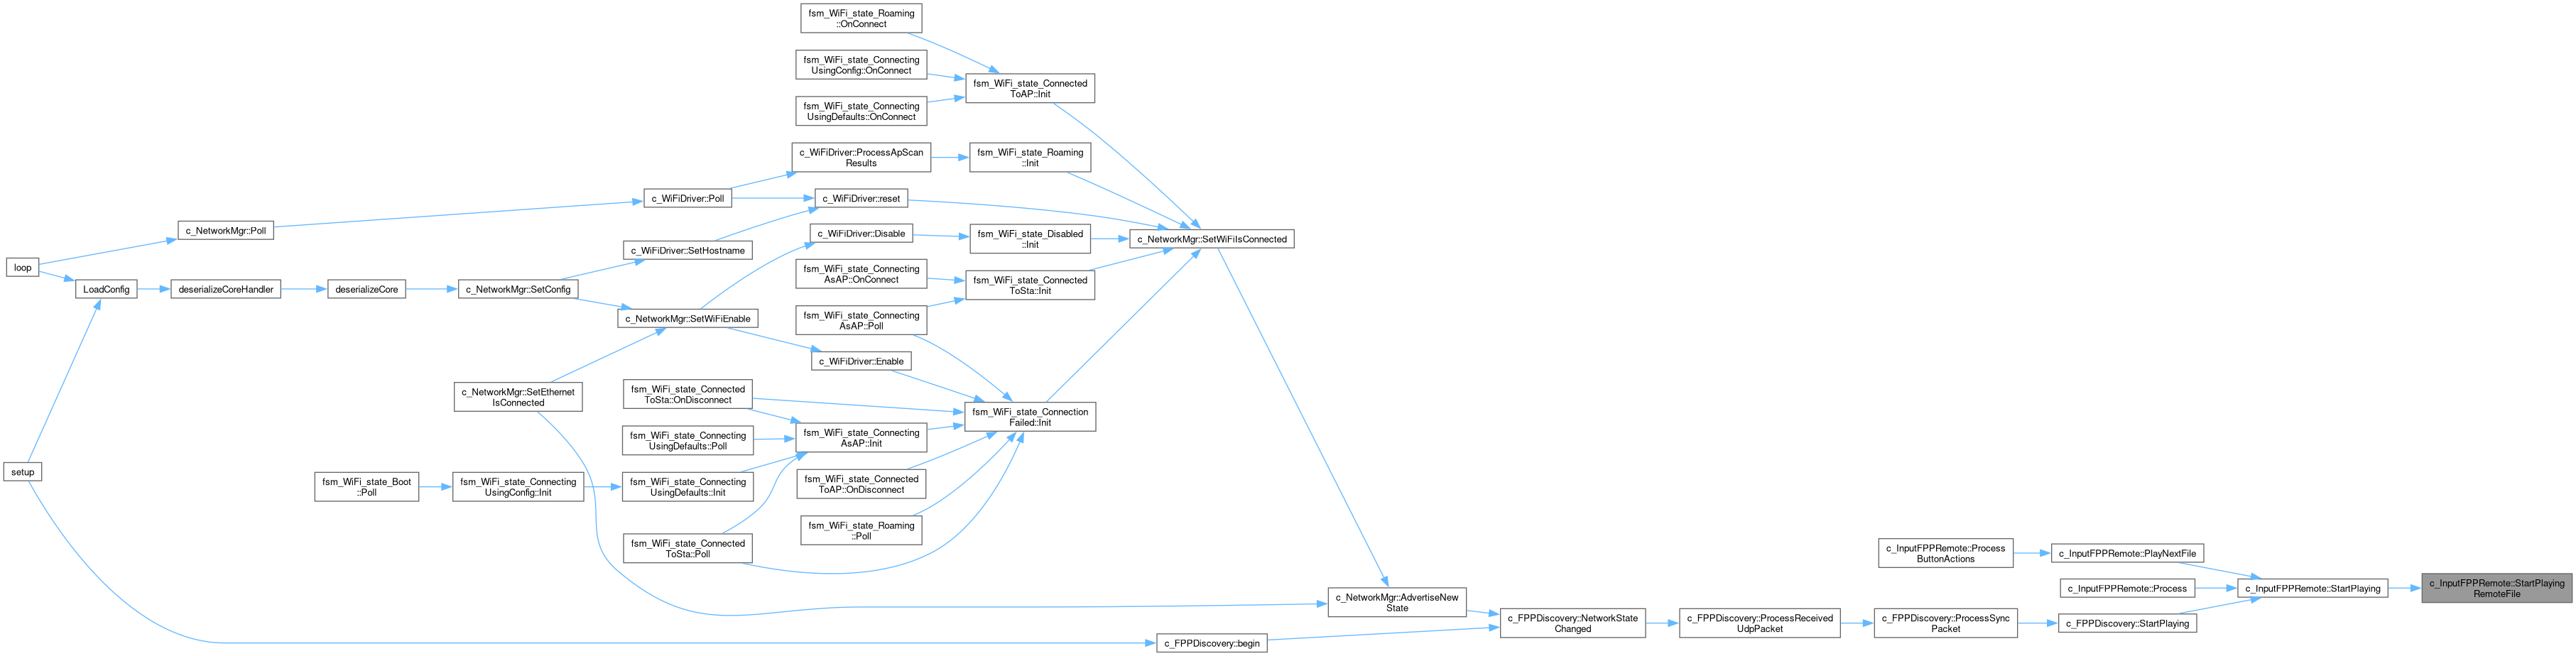 fsm_WiFi_state_Roaming
::OnConnect
fsm_WiFi_state_Connecting
UsingConfig::OnConnect
fsm_WiFi_state_Connected
ToAP::Init
fsm_WiFi_state_Connecting
UsingDefaults::OnConnect
c_WiFiDriver::ProcessApScan
Results
fsm_WiFi_state_Roaming
::Init
c_WiFiDriver::Poll
c_WiFiDriver::reset
c_NetworkMgr::Poll
c_WiFiDriver::Disable
fsm_WiFi_state_Disabled
::Init
c_NetworkMgr::SetWiFiIsConnected
c_WiFiDriver::SetHostname
loop
fsm_WiFi_state_Connecting
AsAP::OnConnect
fsm_WiFi_state_Connected
ToSta::Init
LoadConfig
deserializeCoreHandler
deserializeCore
c_NetworkMgr::SetConfig
c_NetworkMgr::SetWiFiEnable
fsm_WiFi_state_Connecting
AsAP::Poll
c_WiFiDriver::Enable
c_NetworkMgr::SetEthernet
IsConnected
fsm_WiFi_state_Connected
ToSta::OnDisconnect
fsm_WiFi_state_Connection
Failed::Init
fsm_WiFi_state_Connecting
UsingDefaults::Poll
fsm_WiFi_state_Connecting
AsAP::Init
setup
fsm_WiFi_state_Boot
::Poll
fsm_WiFi_state_Connecting
UsingConfig::Init
fsm_WiFi_state_Connecting
UsingDefaults::Init
fsm_WiFi_state_Connected
ToAP::OnDisconnect
fsm_WiFi_state_Roaming
::Poll
fsm_WiFi_state_Connected
ToSta::Poll
c_InputFPPRemote::Process
ButtonActions
c_InputFPPRemote::PlayNextFile
c_InputFPPRemote::Process
c_InputFPPRemote::StartPlaying
c_InputFPPRemote::StartPlaying
RemoteFile
c_NetworkMgr::AdvertiseNew
State
c_FPPDiscovery::NetworkState
Changed
c_FPPDiscovery::ProcessReceived
UdpPacket
c_FPPDiscovery::ProcessSync
Packet
c_FPPDiscovery::StartPlaying
c_FPPDiscovery::begin